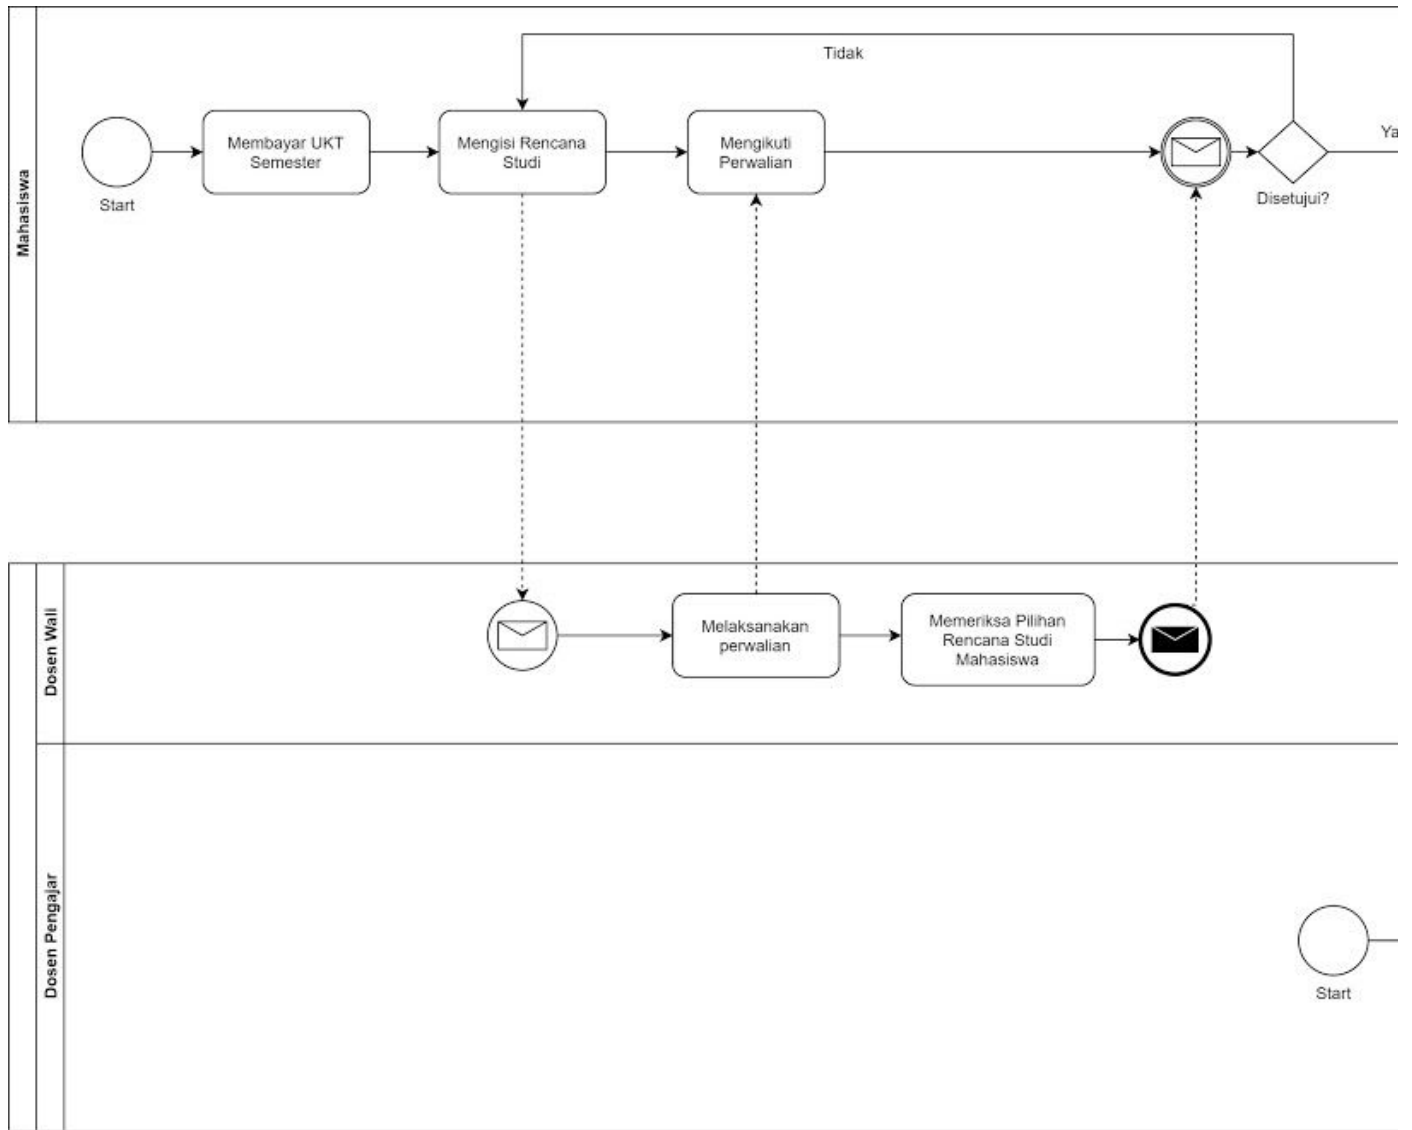 Mahasiswa
Tidak
Start
Membayar UKT
Semester
Mengisi Rencana
Studi
Mengikuti
Perwalian
Disetujui?
Ya
Dosen Wali
Melaksanakan
perwalian
Memeriksa Pilihan
Rencana Studi
Mahasiswa
Dosen Pengajar
Start